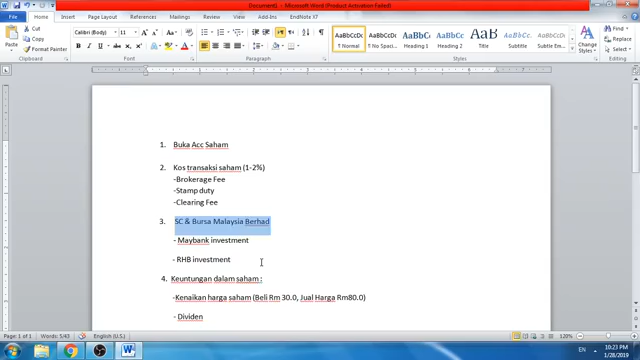 Document1 - Microsoft Word (Product Activation Failed)
File Home Insert Page Layout References Mailings Review View Add-Ins EndNote X7
Cut
Copy
Format Painter
Paste
Calibri (Body) 11
AaBbCcDc AaBbCcDc AaBbC AaBbCc AaB AaBbCc. AaBbCcDc
¶ Normal ¶ No Spaci... Heading 1 Heading 2 Title Subtitle Subtle Em...
Change Styles
Find
Replace
Select
Clipboard Font Paragraph Styles Editing
1. Buka Acc Saham
2. Kos transaksi saham (1-2%)
-Brokerage Fee
-Stamp duty
-Clearing Fee
3. SC & Bursa Malaysia Berhad
- Maybank investment
- RHB investment
4. Keuntungan dalam saham :
-Kenaikan harga saham (Beli Rm 30.0, Jual Harga Rm80.0)
- Dividen
Page: 1 of 1 Words: 5/43 English (U.S.) 120%
EN 10:23 PM
1/28/2019